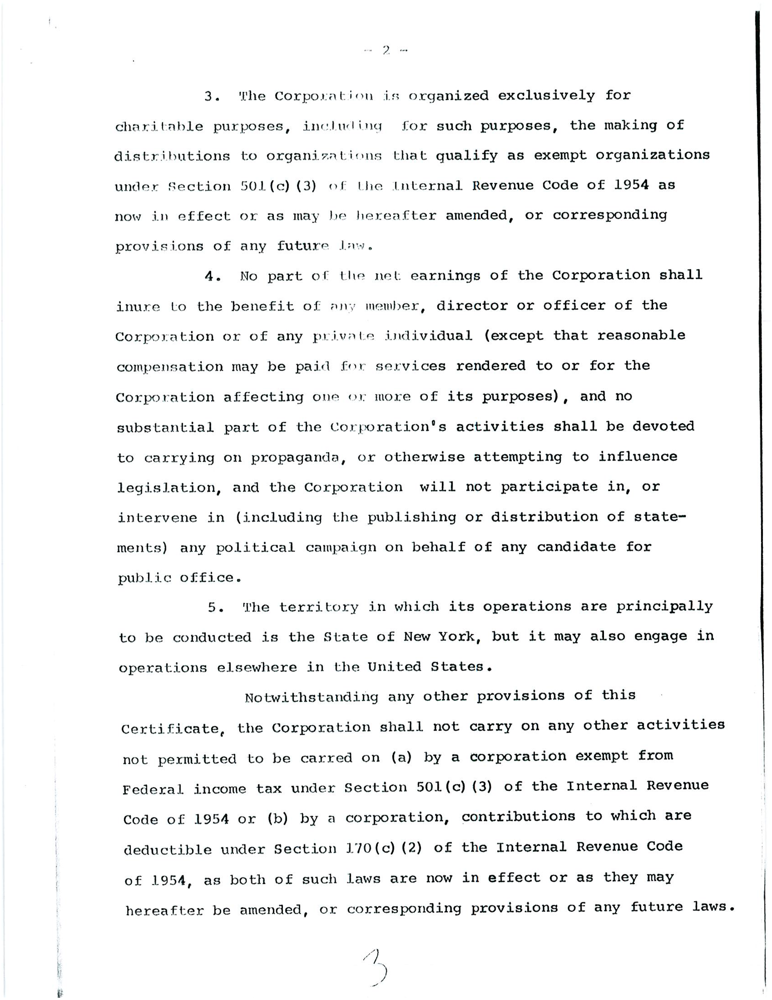 - 2 -
3. The Corporation is organized exclusively for
charitable purposes, including for such purposes, the making of
distributions to organizations that qualify as exempt organizations
under Section 501(c)(3) of the Internal Revenue Code of 1954 as
now in effect or as may be hereafter amended, or corresponding
provisions of any future law.
4. No part of the net earnings of the Corporation shall
inure to the benefit of any member, director or officer of the
Corporation or of any private individual (except that reasonable
compensation may be paid for services rendered to or for the
Corporation affecting one or more of its purposes), and no
substantial part of the Corporation's activities shall be devoted
to carrying on propaganda, or otherwise attempting to influence
legislation, and the Corporation will not participate in, or
intervene in (including the publishing or distribution of state-
ments) any political campaign on behalf of any candidate for
public office.
5. The territory in which its operations are principally
to be conducted is the State of New York, but it may also engage in
operations elsewhere in the United States.
Notwithstanding any other provisions of this
Certificate, the Corporation shall not carry on any other activities
not permitted to be carred on (a) by a corporation exempt from
Federal income tax under Section 501(c)(3) of the Internal Revenue
Code of 1954 or (b) by a corporation, contributions to which are
deductible under Section 170(c)(2) of the Internal Revenue Code
of 1954, as both of such laws are now in effect or as they may
hereafter be amended, or corresponding provisions of any future laws.
3